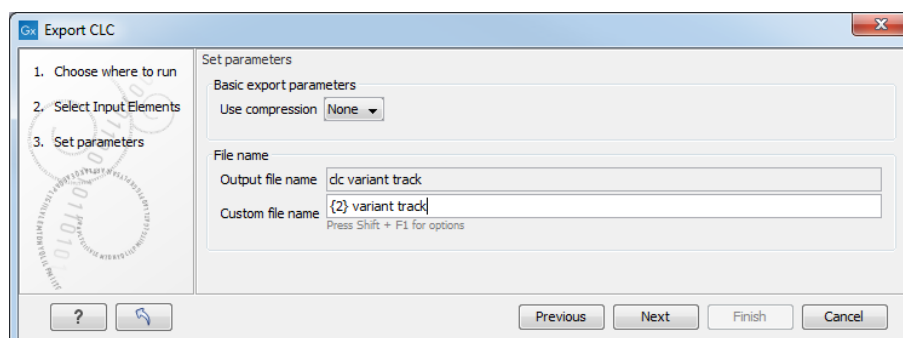 Gx Export CLC
1. Choose where to run
2. Select Input Elements
3. Set parameters
Set parameters
Basic export parameters
Use compression None
File name
Output file name clc variant track
Custom file name {2} variant track
Press Shift + F1 for options
? Previous Next Finish Cancel